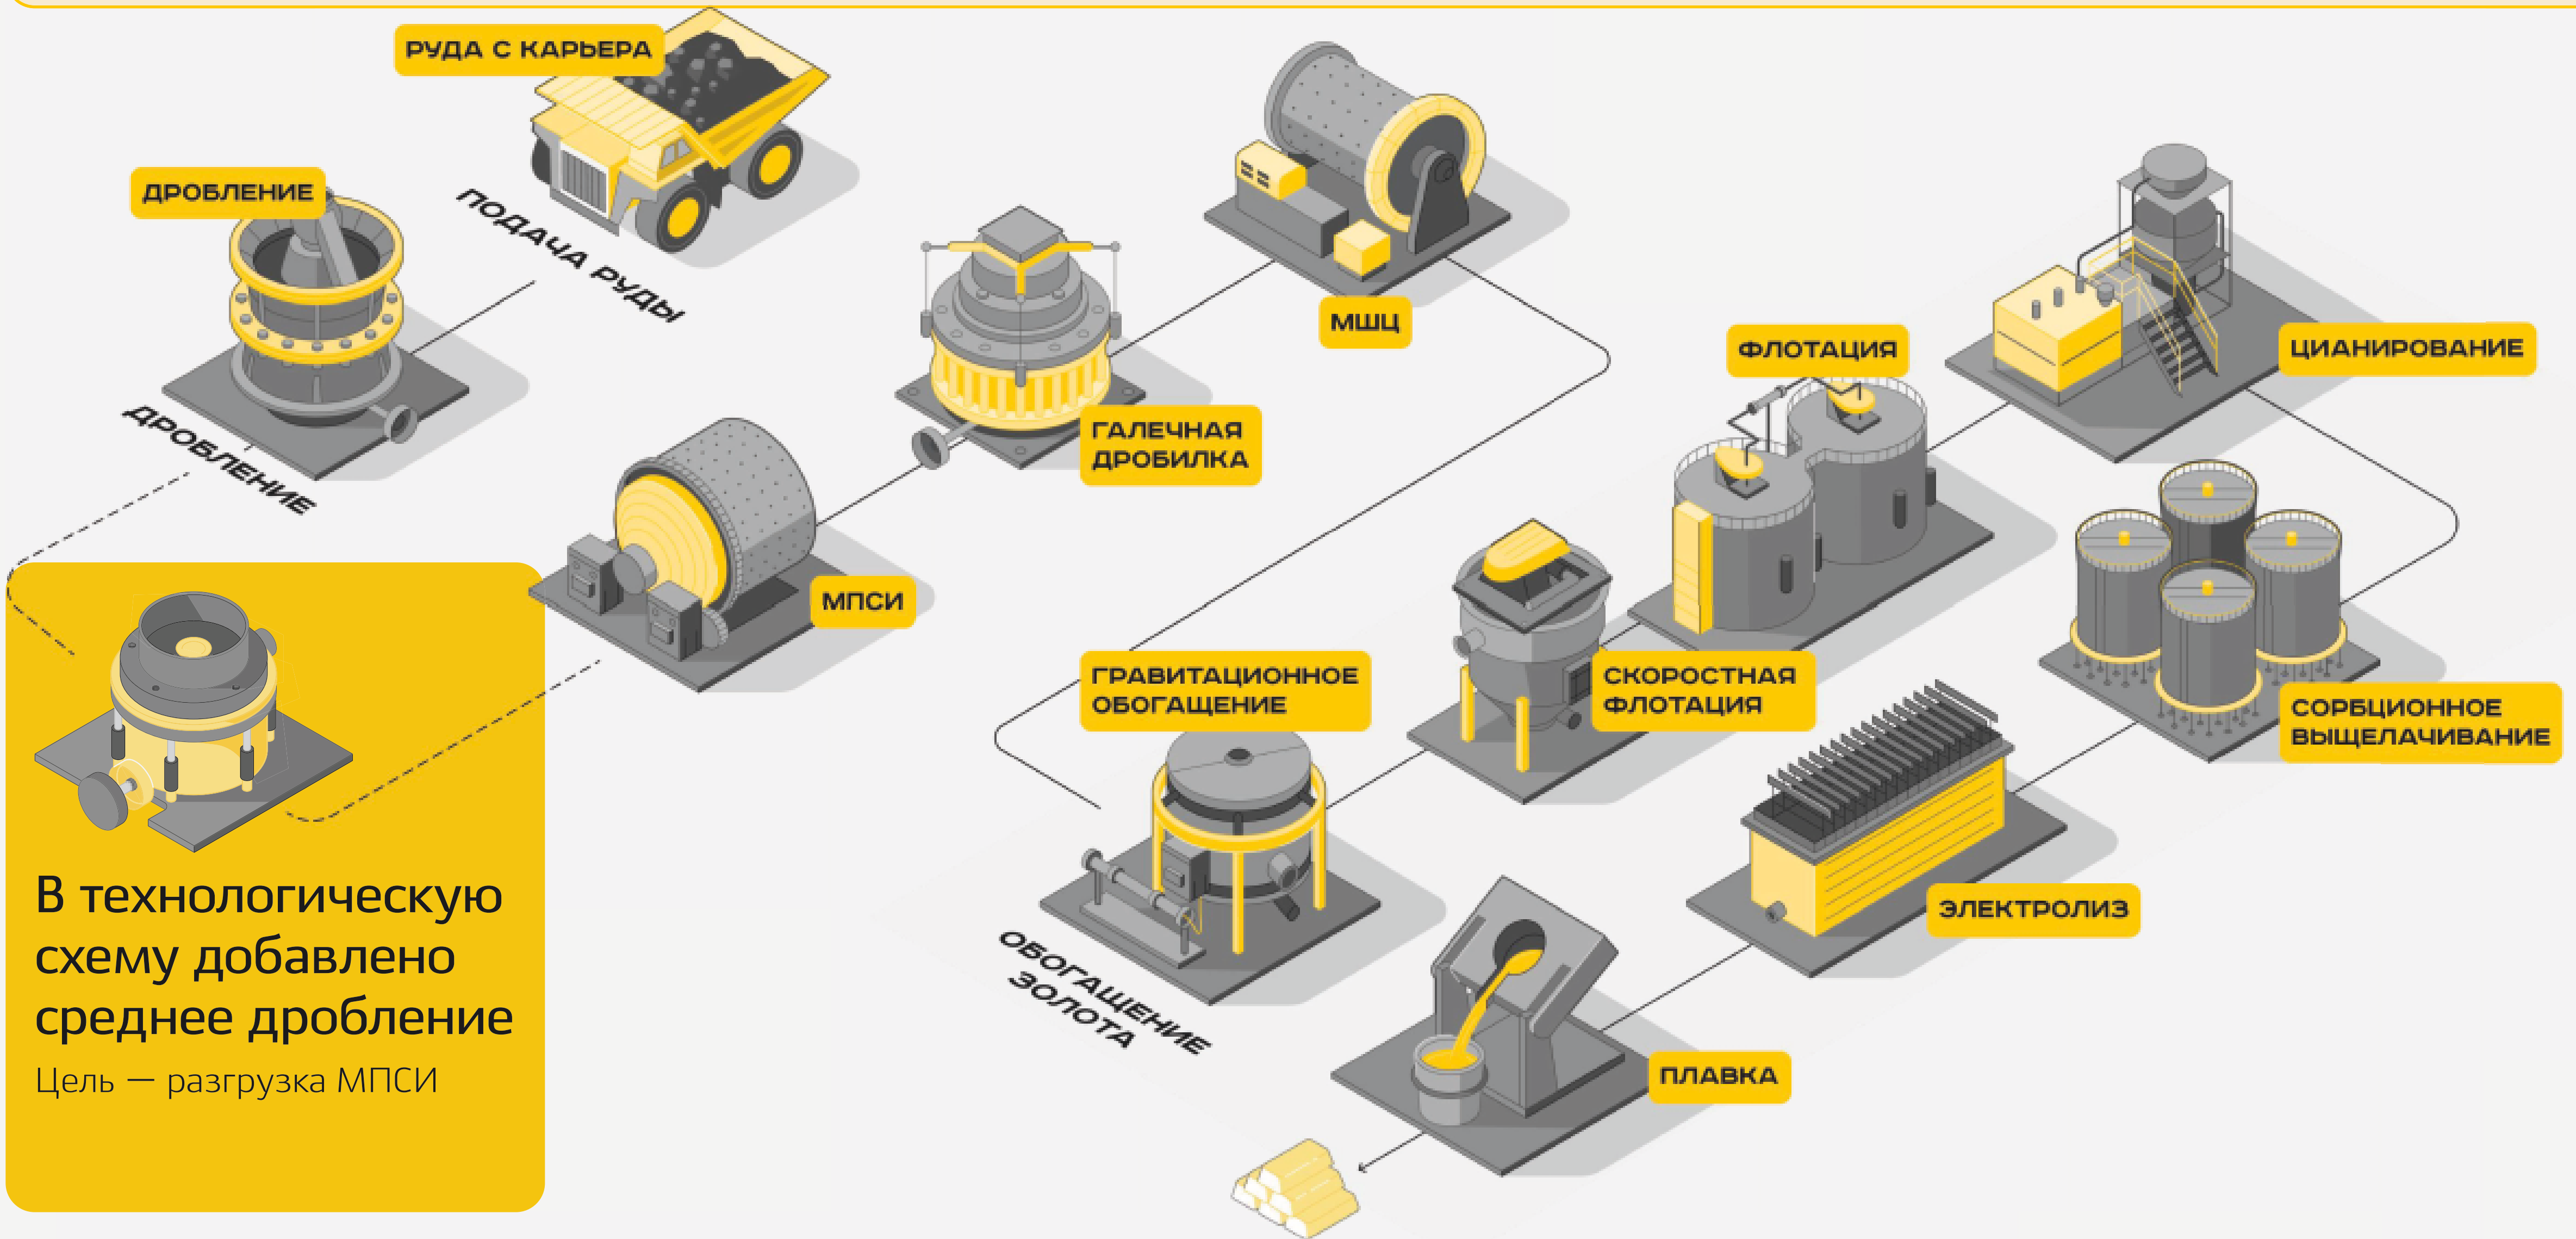 РУДА С КАРЬЕРА
ПОДАЧА РУДЫ
ДРОБЛЕНИЕ
ДРОБЛЕНИЕ
В технологическую
схему добавлено
среднее дробление
Цель — разгрузка МПСИ
МПСИ
ГАЛЕЧНАЯ
ДРОБИЛКА
МШЦ
ГРАВИТАЦИОННОЕ
ОБОГАЩЕНИЕ
ОБОГАЩЕНИЕ
ЗОЛОТА
СКОРОСТНАЯ
ФЛОТАЦИЯ
ФЛОТАЦИЯ
ЦИАНИРОВАНИЕ
СОРБЦИОННОЕ
ВЫЩЕЛАЧИВАНИЕ
ЭЛЕКТРОЛИЗ
ПЛАВКА